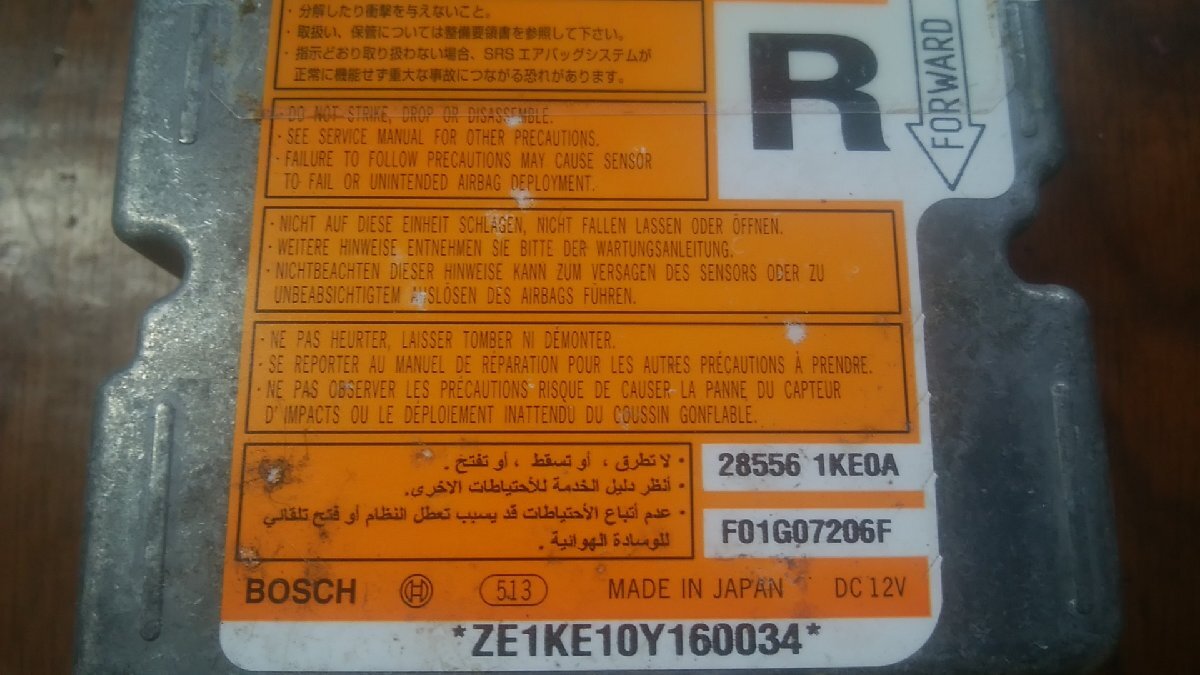 ・分解したり衝撃を与えないこと。
・取扱い、保管については整備要領書を参照して下さい。
・指示どおり取り扱わない場合、SRSエアバッグシステムが
正常に機能せず重大な事故につながる恐れがあります。
R
FORWARD
・DO NOT STRIKE, DROP OR DISASSEMBLE.
・SEE SERVICE MANUAL FOR OTHER PRECAUTIONS.
・FAILURE TO FOLLOW PRECAUTIONS MAY CAUSE SENSOR
TO FAIL OR UNINTENDED AIRBAG DEPLOYMENT.
・NICHT AUF DIESE EINHEIT SCHLAGEN, NICHT FALLEN LASSEN ODER ÖFFNEN.
・WEITERE HINWEISE ENTNEHMEN SIE BITTE DER WARTUNGSANLEITUNG.
・NICHTBEACHTEN DIESER HINWEISE KANN ZUM VERSAGEN DES SENSORS ODER ZU
UNBEABSICHTIGTEM AUSLÖSEN DES AIRBAGS FÜHREN.
・NE PAS HEURTER, LAISSER TOMBER NI DÉMONTER.
・SE REPORTER AU MANUEL DE RÉPARATION POUR LES AUTRES PRÉCAUTIONS À PRENDRE.
・NE PAS OBSERVER LES PRÉCAUTIONS RISQUE DE CAUSER LA PANNE DU CAPTEUR
D'IMPACTS OU LE DÉPLOIEMENT INATTENDU DU COUSSIN GONFLABLE.
・لا تطرق ، أو تسقط ، أو تفتح .
・أنظر دليل الخدمة للأحتياطات الاخرى.
・عدم أتباع الأحتياطات قد يسبب تعطل النظام أو فتح تلقائي
للوسادة الهوائية .
28556 1KE0A
F01G07206F
BOSCH
513
MADE IN JAPAN
DC 12V
*ZE1KE10Y160034*